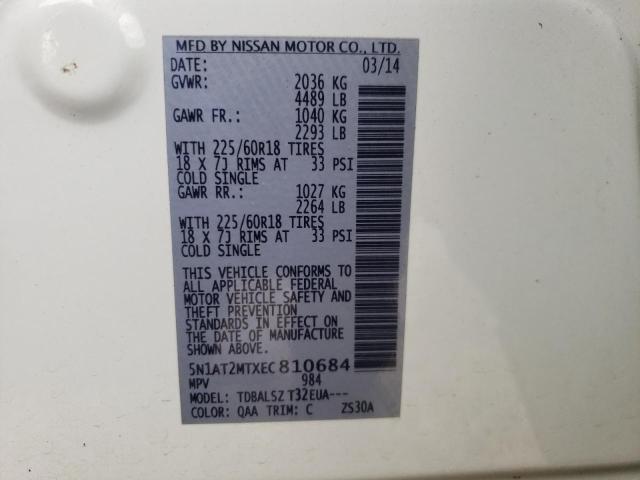 MFD BY NISSAN MOTOR CO., LTD.
DATE: 03/14
GVWR: 2036 KG
4489 LB
GAWR FR.: 1040 KG
2293 LB
WITH 225/60R18 TIRES
18 X 7J RIMS AT 33 PSI
COLD SINGLE
GAWR RR.: 1027 KG
2264 LB
WITH 225/60R18 TIRES
18 X 7J RIMS AT 33 PSI
COLD SINGLE
THIS VEHICLE CONFORMS TO
ALL APPLICABLE FEDERAL
MOTOR VEHICLE SAFETY AND
THEFT PREVENTION
STANDARDS IN EFFECT ON
THE DATE OF MANUFACTURE
SHOWN ABOVE.
5N1AT2MTXEC810684
MPV 984
MODEL: TDBALSZ T32EUA---
COLOR: QAA TRIM: C ZS30A